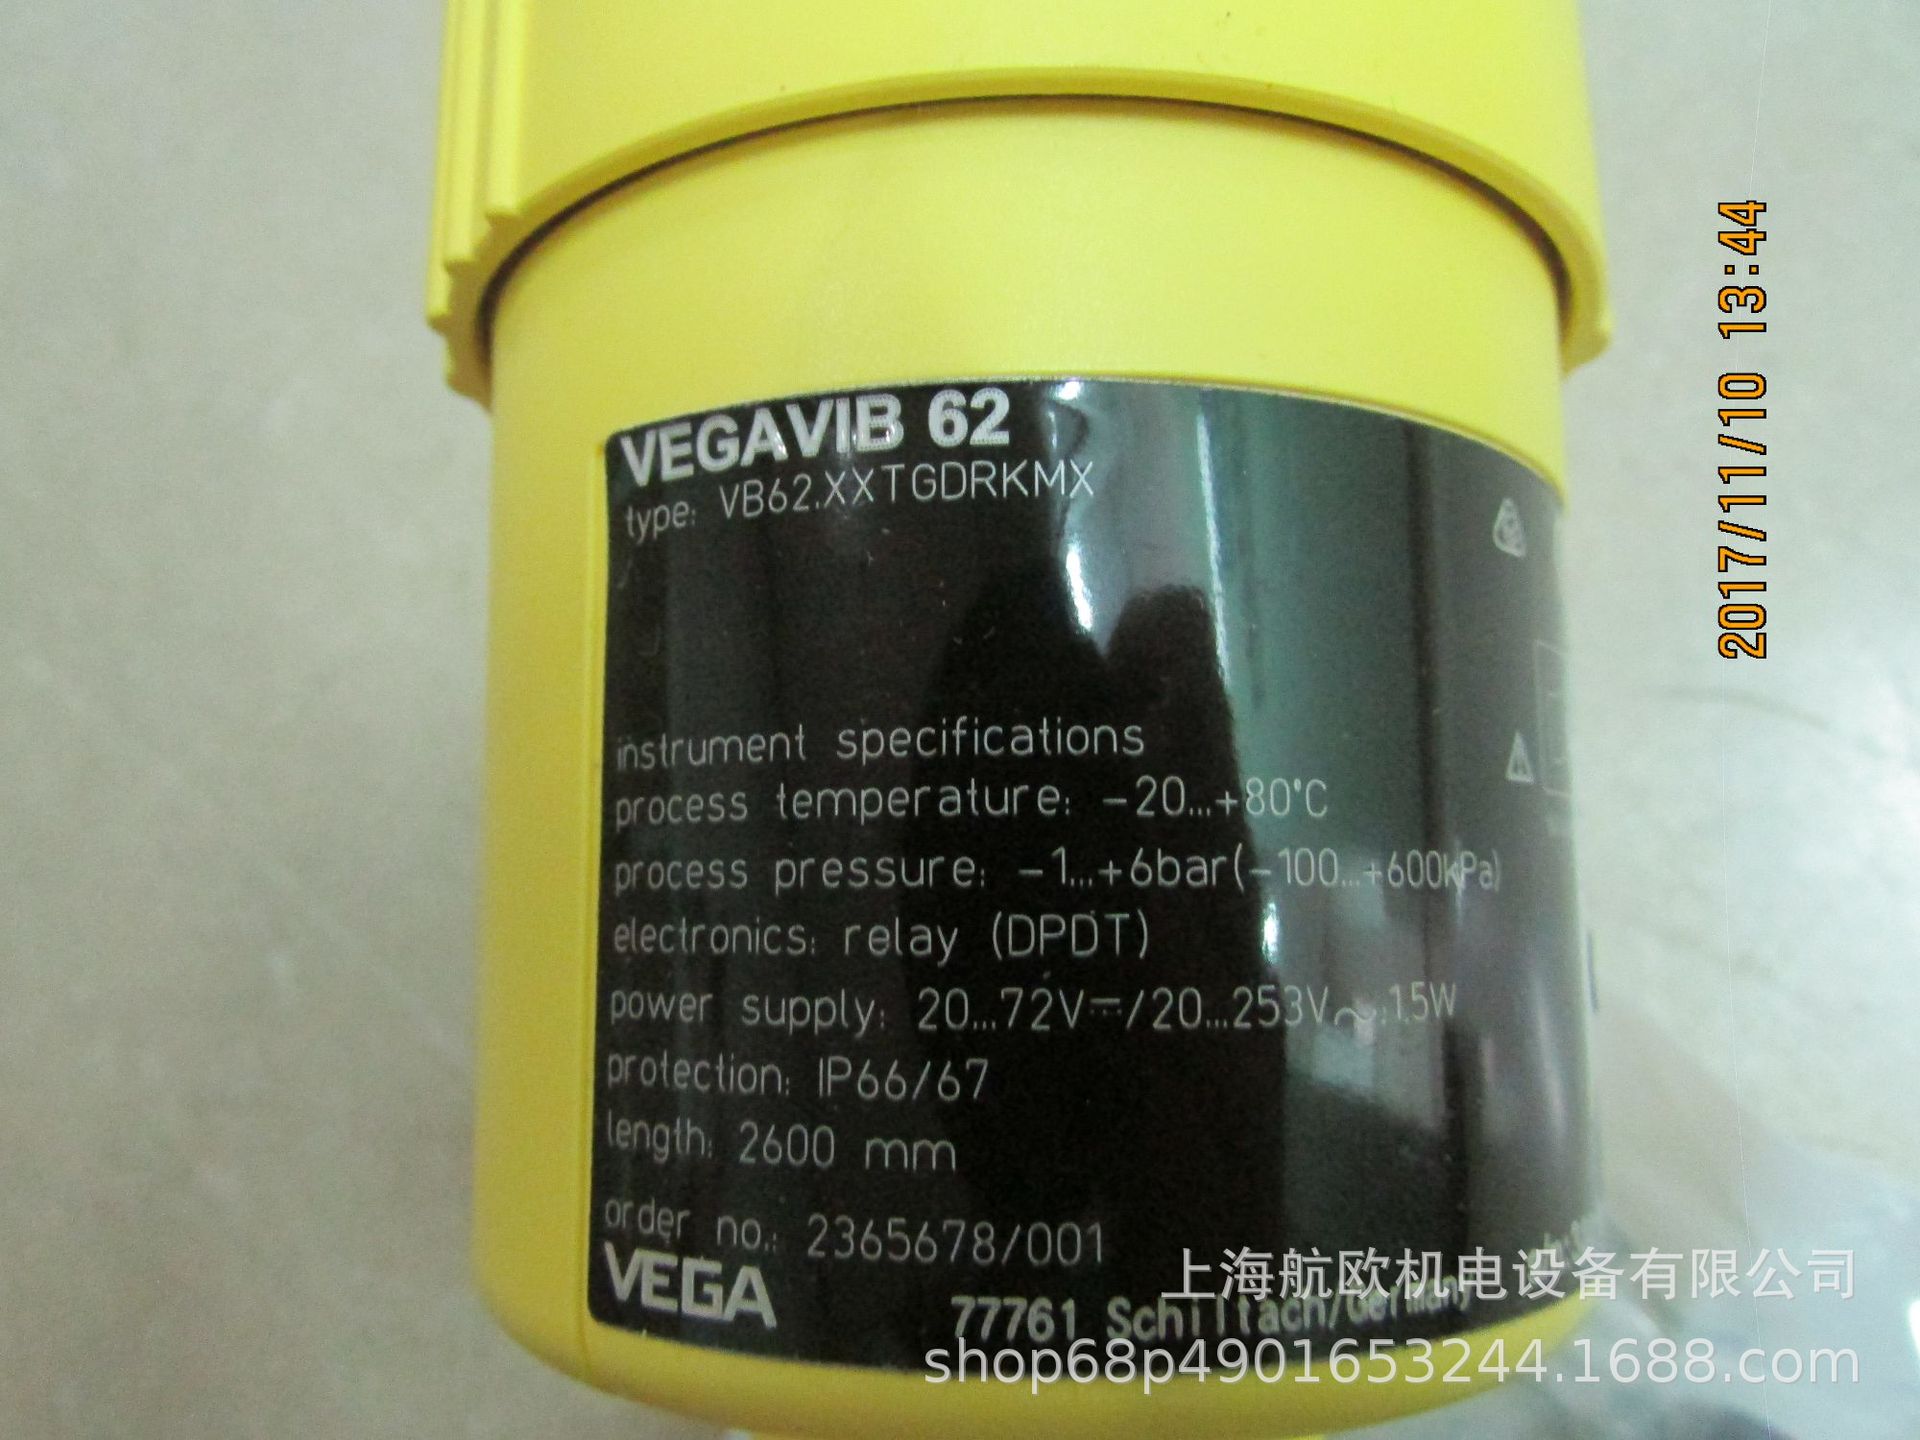 VEGAVIB 62
type: VB62.XXTGDRKMX
instrument specifications
process temperature: -20...+80°C
process pressure: -1...+6bar(-100...+600kPa)
electronics: relay (DPDT)
power supply: 20...72V⎓/20...253V~;1.5W
protection: IP66/67
length: 2600 mm
order no.: 2365678/001
VEGA
77761 Schiltach/Germany
上海航欧机电设备有限公司
shop68p4901653244.1688.com
2017/11/10 13:44